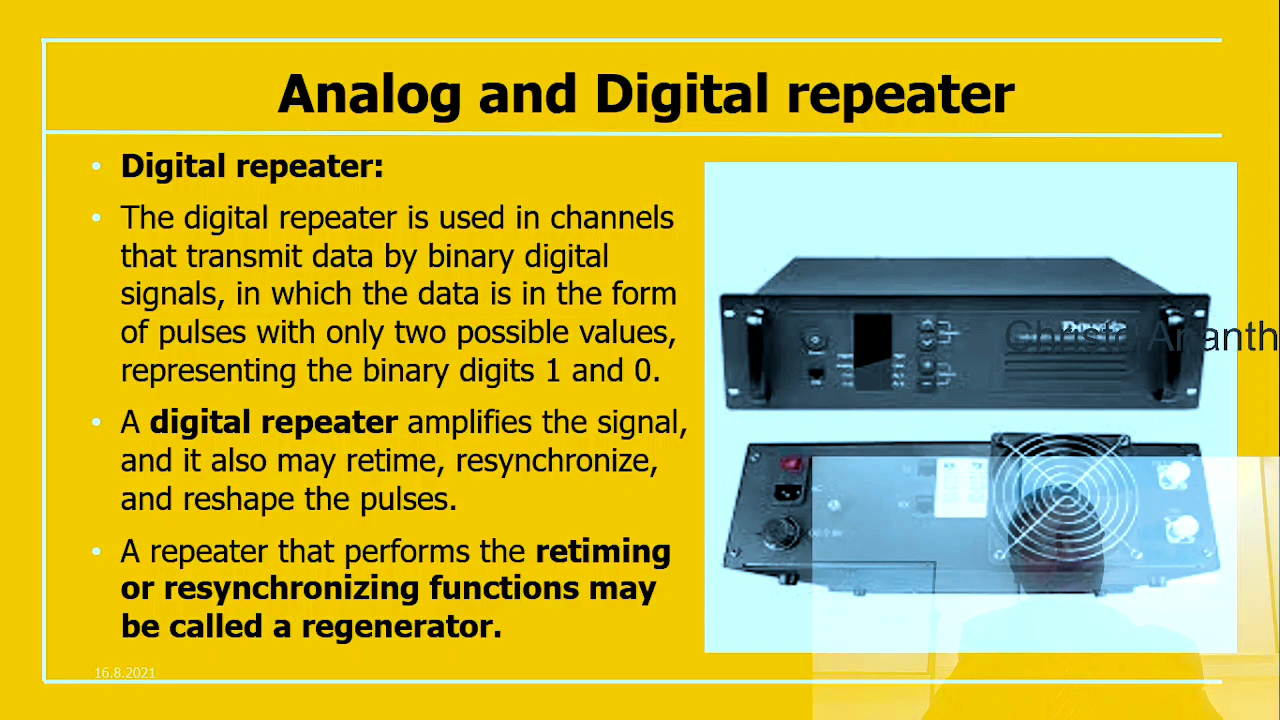 Analog and Digital repeater
• Digital repeater:
• The digital repeater is used in channels
that transmit data by binary digital
signals, in which the data is in the form
of pulses with only two possible values,
representing the binary digits 1 and 0.
• A digital repeater amplifies the signal,
and it also may retime, resynchronize,
and reshape the pulses.
• A repeater that performs the retiming
or resynchronizing functions may
be called a regenerator.
Christo Ananth
16.8.2021